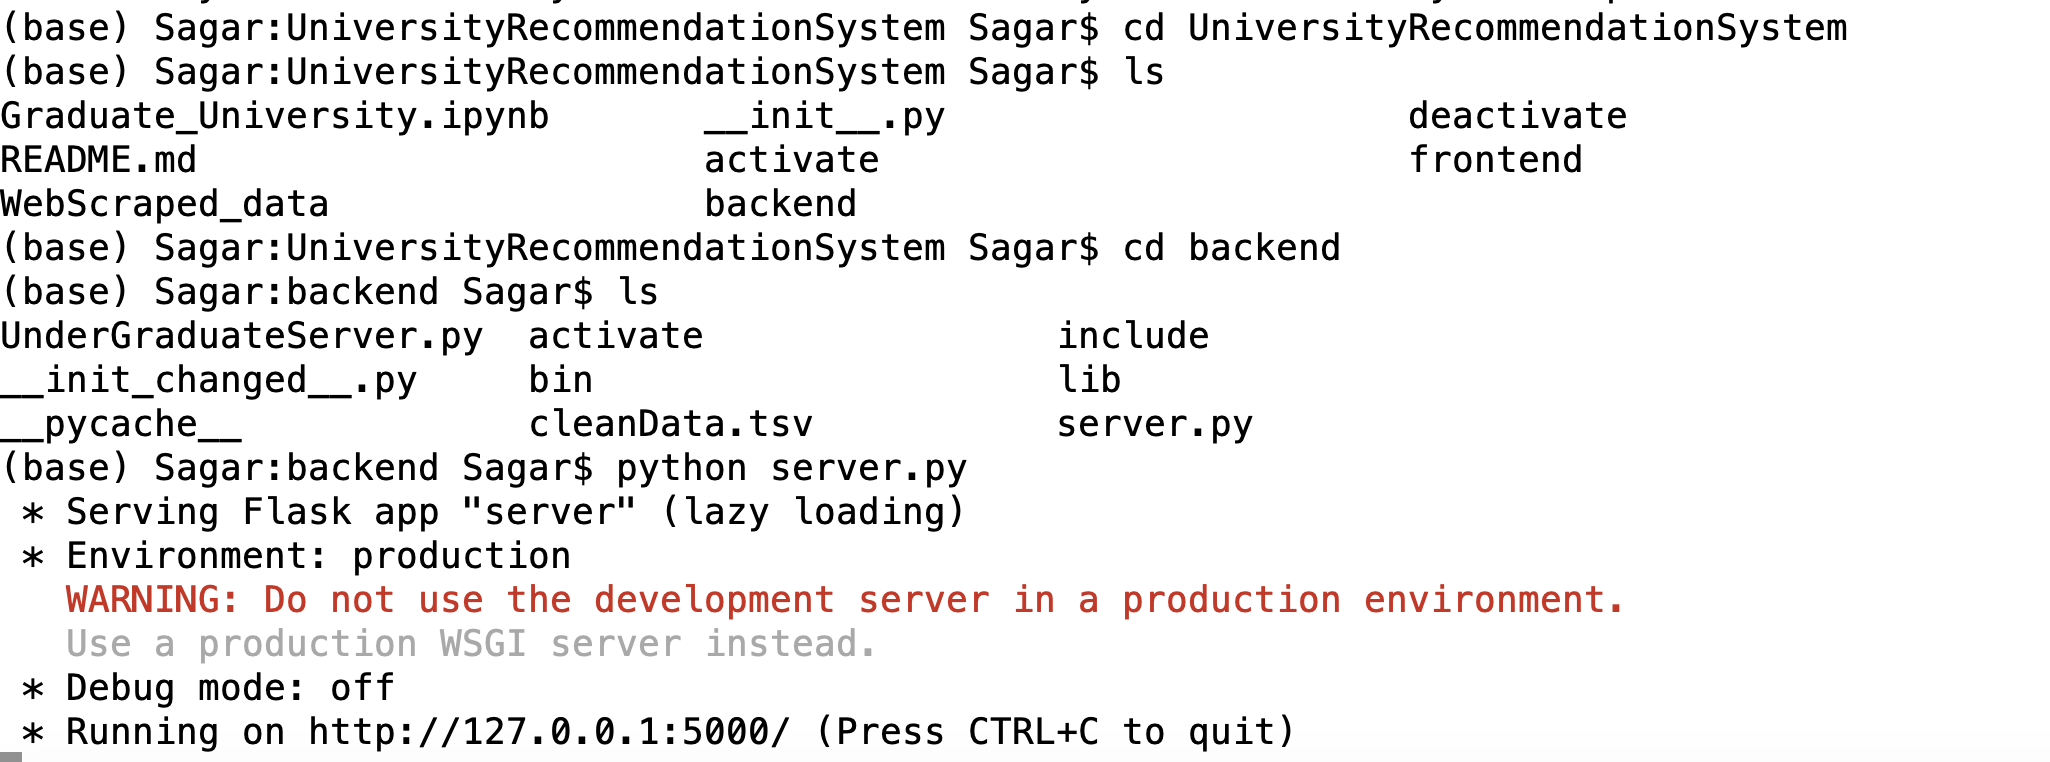 (base) Sagar:UniversityRecommendationSystem Sagar$ cd UniversityRecommendationSystem
(base) Sagar:UniversityRecommendationSystem Sagar$ ls
Graduate_University.ipynb       __init__.py                     deactivate
README.md                       activate                        frontend
WebScraped_data                 backend
(base) Sagar:UniversityRecommendationSystem Sagar$ cd backend
(base) Sagar:backend Sagar$ ls
UnderGraduateServer.py  activate                include
__init_changed__.py     bin                     lib
__pycache__             cleanData.tsv           server.py
(base) Sagar:backend Sagar$ python server.py
 * Serving Flask app "server" (lazy loading)
 * Environment: production
   WARNING: Do not use the development server in a production environment.
   Use a production WSGI server instead.
 * Debug mode: off
 * Running on http://127.0.0.1:5000/ (Press CTRL+C to quit)